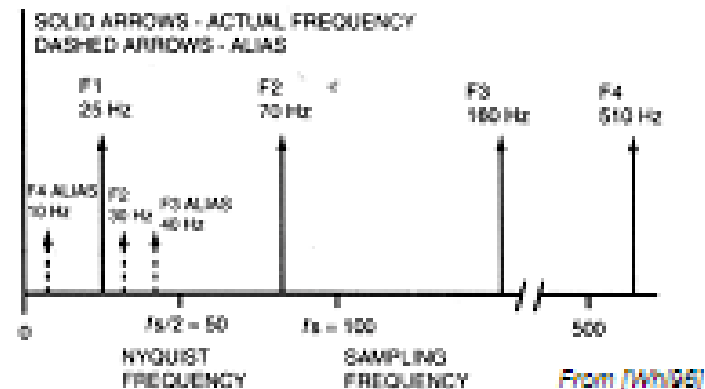 SOLID ARROWS - ACTUAL FREQUENCY
DASHED ARROWS - ALIAS
F1
25 Hz
F2
70 Hz
F3
160 Hz
F4
510 Hz
F4 ALIAS
10 Hz
F2
30 Hz
F3 ALIAS
40 Hz
0
fs/2 = 50
fs = 100
500
NYQUIST
FREQUENCY
SAMPLING
FREQUENCY
From [Whi96]